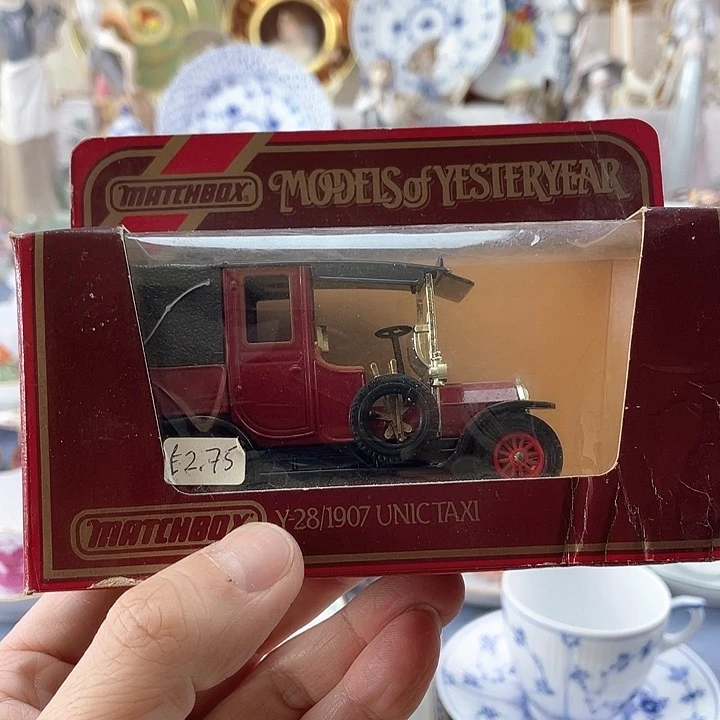 MATCHBOX
MODELS of YESTERYEAR
£2.75
MATCHBOX
Y-28/1907 UNIC TAXI